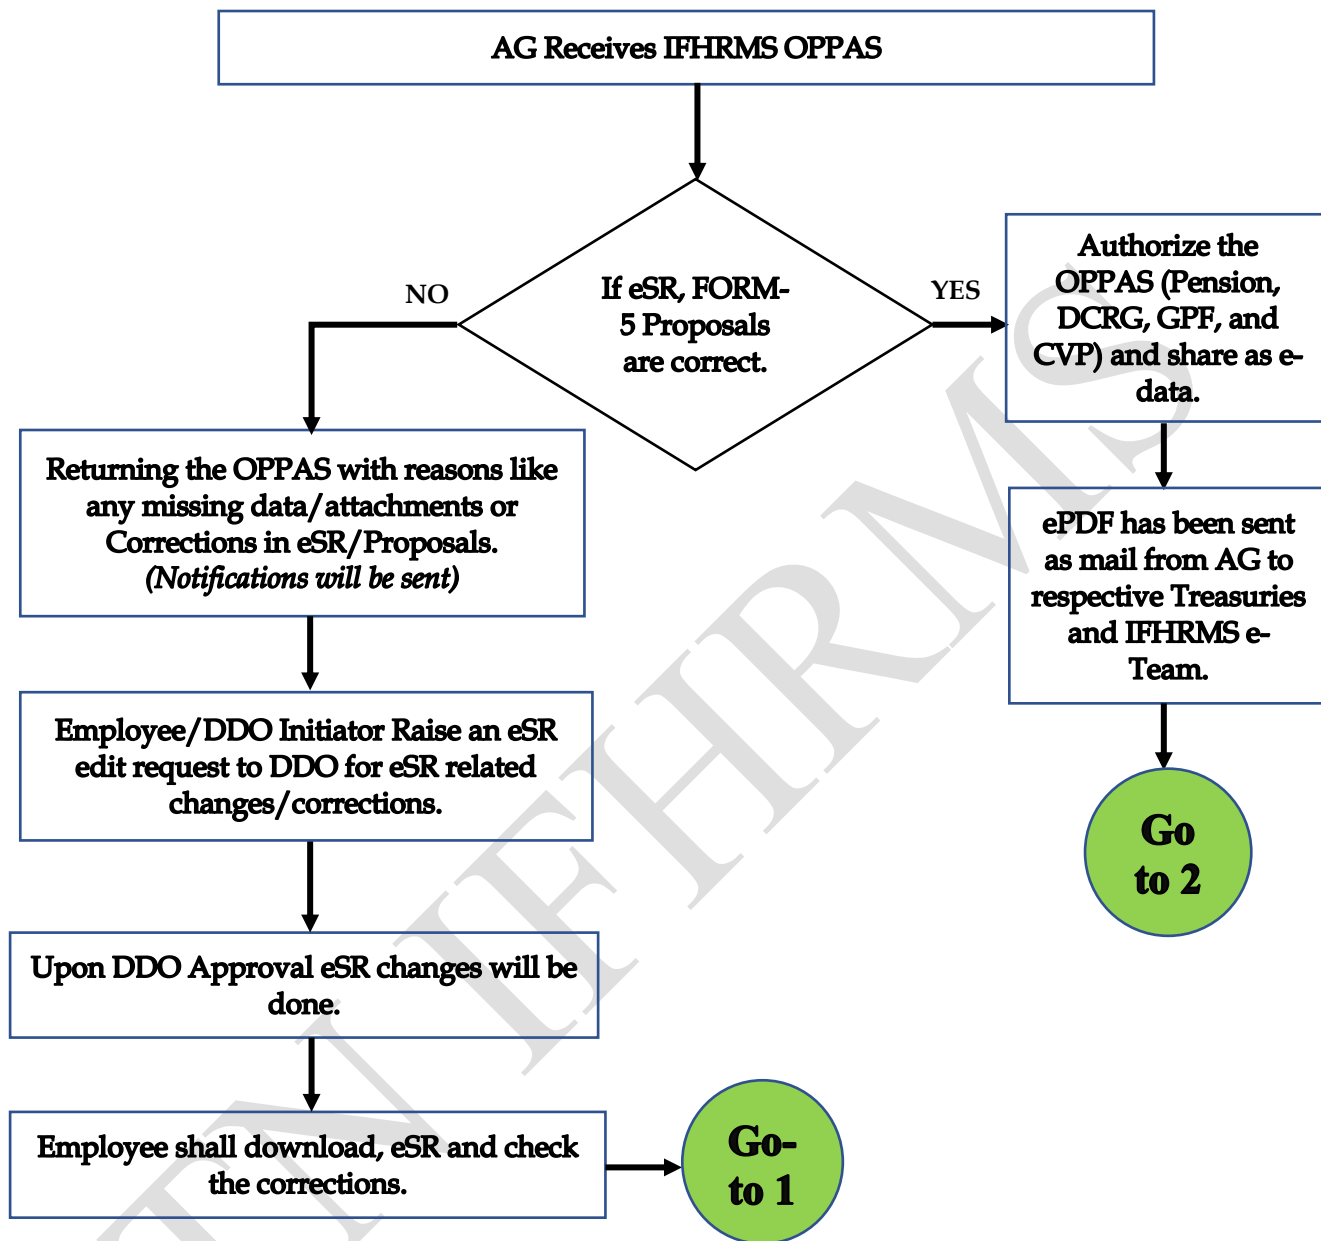 AG Receives IFHRMS OPPAS
If eSR, FORM-
5 Proposals
are correct.
NO
YES
Authorize the
OPPAS (Pension,
DCRG, GPF, and
CVP) and share as e-
data.
Returning the OPPAS with reasons like
any missing data/attachments or
Corrections in eSR/Proposals.
(Notifications will be sent)
ePDF has been sent
as mail from AG to
respective Treasuries
and IFHRMS e-
Team.
Employee/DDO Initiator Raise an eSR
edit request to DDO for eSR related
changes/corrections.
Go
to 2
Upon DDO Approval eSR changes will be
done.
Employee shall download, eSR and check
the corrections.
Go-
to 1
TN IFHRMS